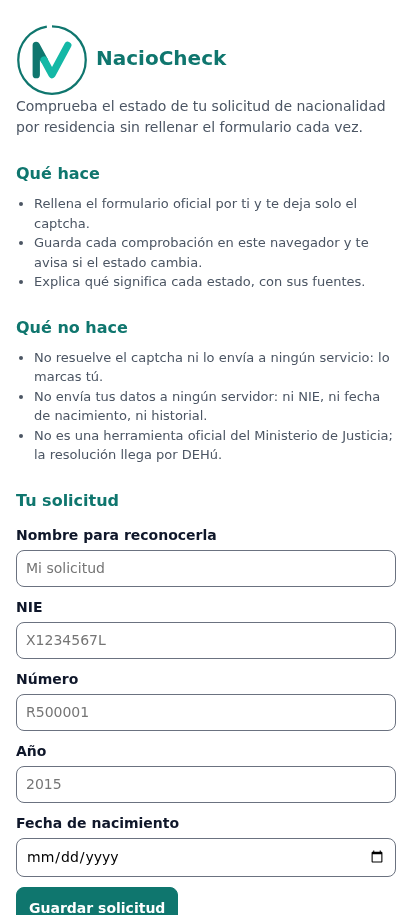 NacioCheck
Comprueba el estado de tu solicitud de nacionalidad
por residencia sin rellenar el formulario cada vez.
Qué hace
• Rellena el formulario oficial por ti y te deja solo el
captcha.
• Guarda cada comprobación en este navegador y te
avisa si el estado cambia.
• Explica qué significa cada estado, con sus fuentes.
Qué no hace
• No resuelve el captcha ni lo envía a ningún servicio: lo
marcas tú.
• No envía tus datos a ningún servidor: ni NIE, ni fecha
de nacimiento, ni historial.
• No es una herramienta oficial del Ministerio de Justicia;
la resolución llega por DEHú.
Tu solicitud
Nombre para reconocerla
Mi solicitud
NIE
X1234567L
Número
R500001
Año
2015
Fecha de nacimiento
mm/dd/yyyy
Guardar solicitud